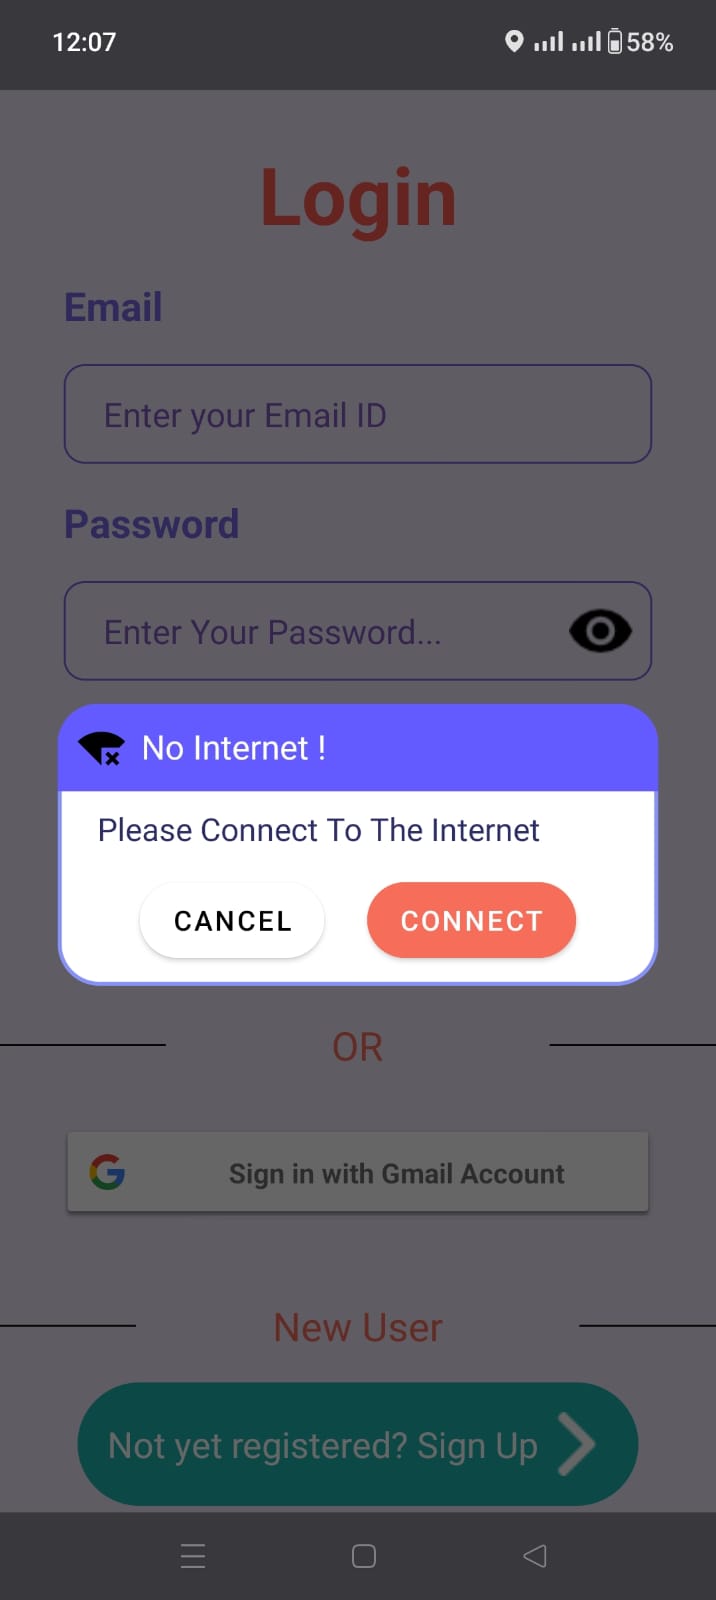 12:07 58%
Login
Email
Enter your Email ID
Password
Enter Your Password...
No Internet !
Please Connect To The Internet
CANCEL CONNECT
OR
Sign in with Gmail Account
New User
Not yet registered? Sign Up